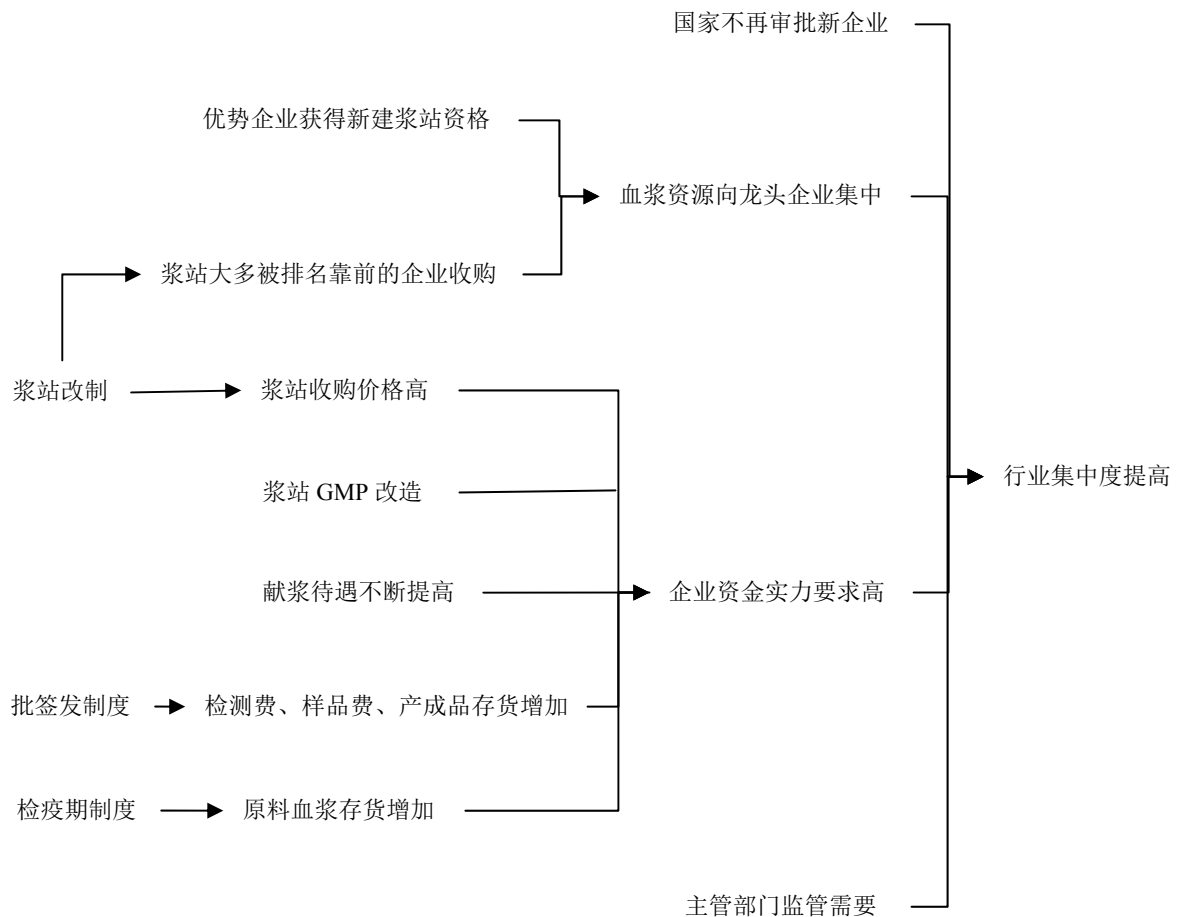 国家不再审批新企业
优势企业获得新建浆站资格
血浆资源向龙头企业集中
浆站大多被排名靠前的企业收购
浆站改制
浆站收购价格高
行业集中度提高
浆站 GMP 改造
献浆待遇不断提高
企业资金实力要求高
批签发制度
检测费、样品费、产成品存货增加
检疫期制度
原料血浆存货增加
主管部门监管需要